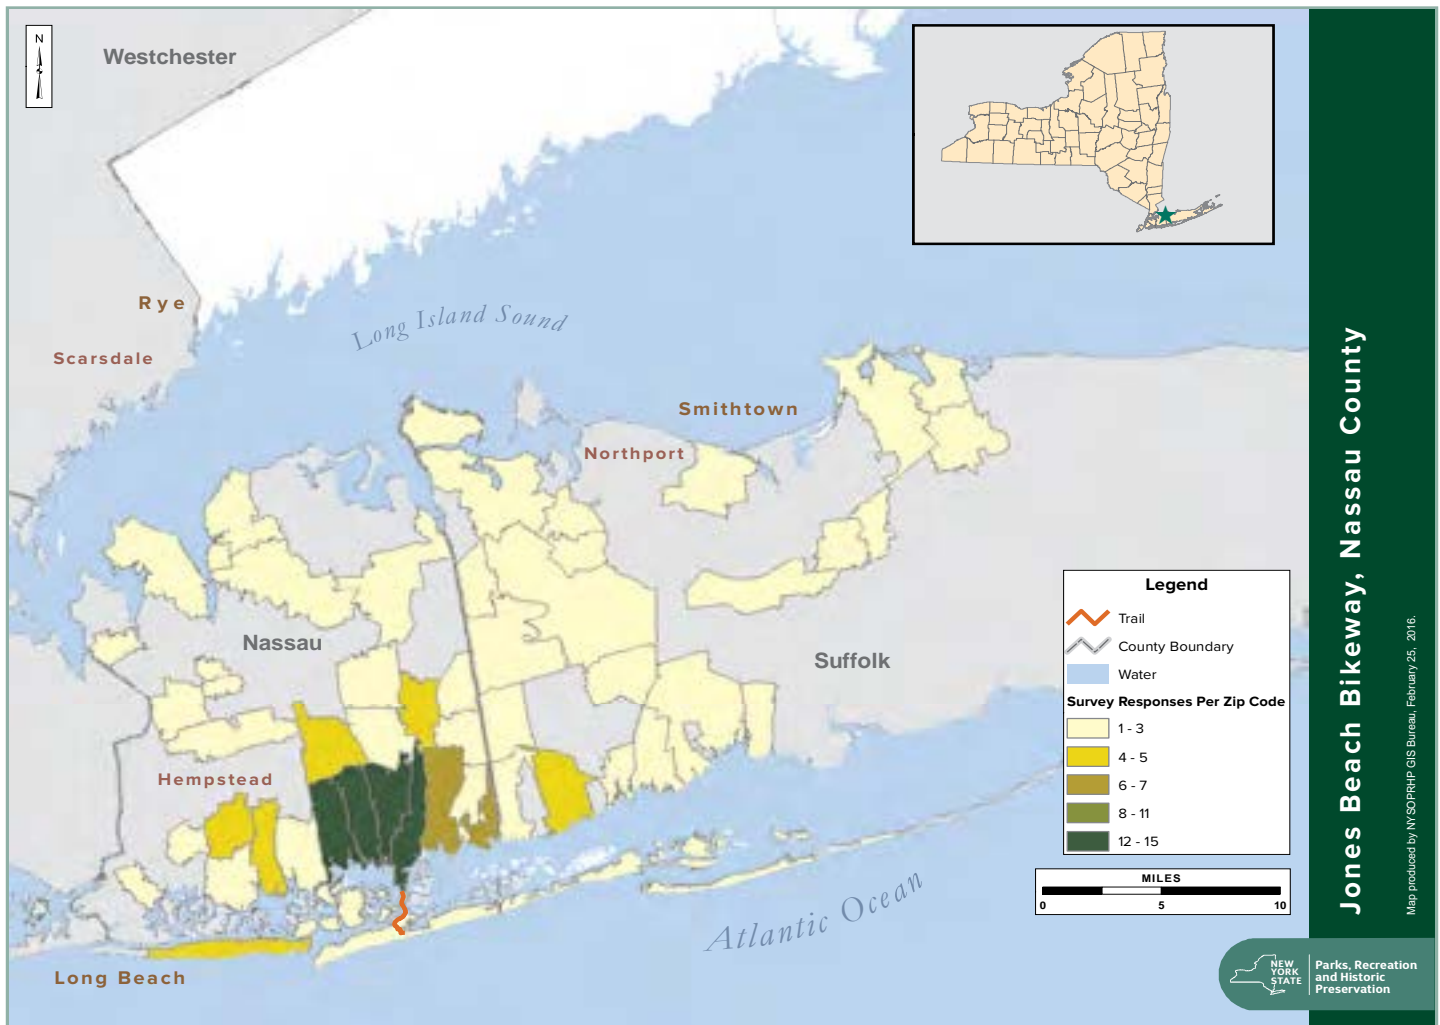 N
Westchester
Rye
Scarsdale
Long Island Sound
Smithtown
Northport
Nassau
Suffolk
Hempstead
Long Beach
Atlantic Ocean
Legend
Trail
County Boundary
Water
Survey Responses Per Zip Code
1 - 3
4 - 5
6 - 7
8 - 11
12 - 15
MILES
0 5 10
Jones Beach Bikeway, Nassau County
Map produced by NYSOPRHP GIS Bureau, February 25, 2016.
NEW
YORK
STATE
Parks, Recreation
and Historic
Preservation